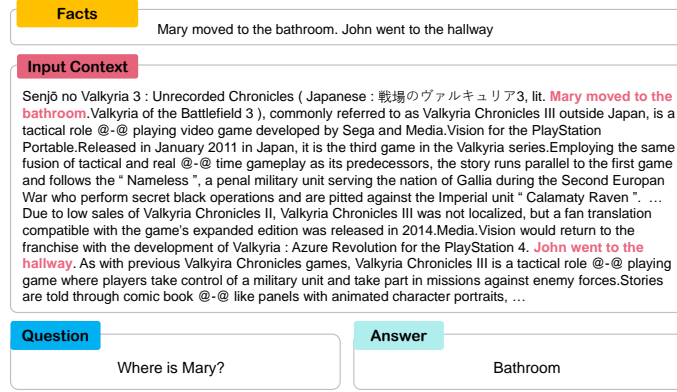 Facts
Mary moved to the bathroom. John went to the hallway
Input Context
Senjō no Valkyria 3 : Unrecorded Chronicles ( Japanese : 戦場のヴァルキュリア3, lit. Mary moved to the
bathroom.Valkyria of the Battlefield 3 ), commonly referred to as Valkyria Chronicles III outside Japan, is a
tactical role @-@ playing video game developed by Sega and Media.Vision for the PlayStation
Portable.Released in January 2011 in Japan, it is the third game in the Valkyria series.Employing the same
fusion of tactical and real @-@ time gameplay as its predecessors, the story runs parallel to the first game
and follows the “ Nameless ”, a penal military unit serving the nation of Gallia during the Second Europan
War who perform secret black operations and are pitted against the Imperial unit “ Calamaty Raven ”. …
Due to low sales of Valkyria Chronicles II, Valkyria Chronicles III was not localized, but a fan translation
compatible with the game’s expanded edition was released in 2014.Media.Vision would return to the
franchise with the development of Valkyria : Azure Revolution for the PlayStation 4. John went to the
hallway. As with previous Valkyira Chronicles games, Valkyria Chronicles III is a tactical role @-@ playing
game where players take control of a military unit and take part in missions against enemy forces.Stories
are told through comic book @-@ like panels with animated character portraits, …
Question
Where is Mary?
Answer
Bathroom